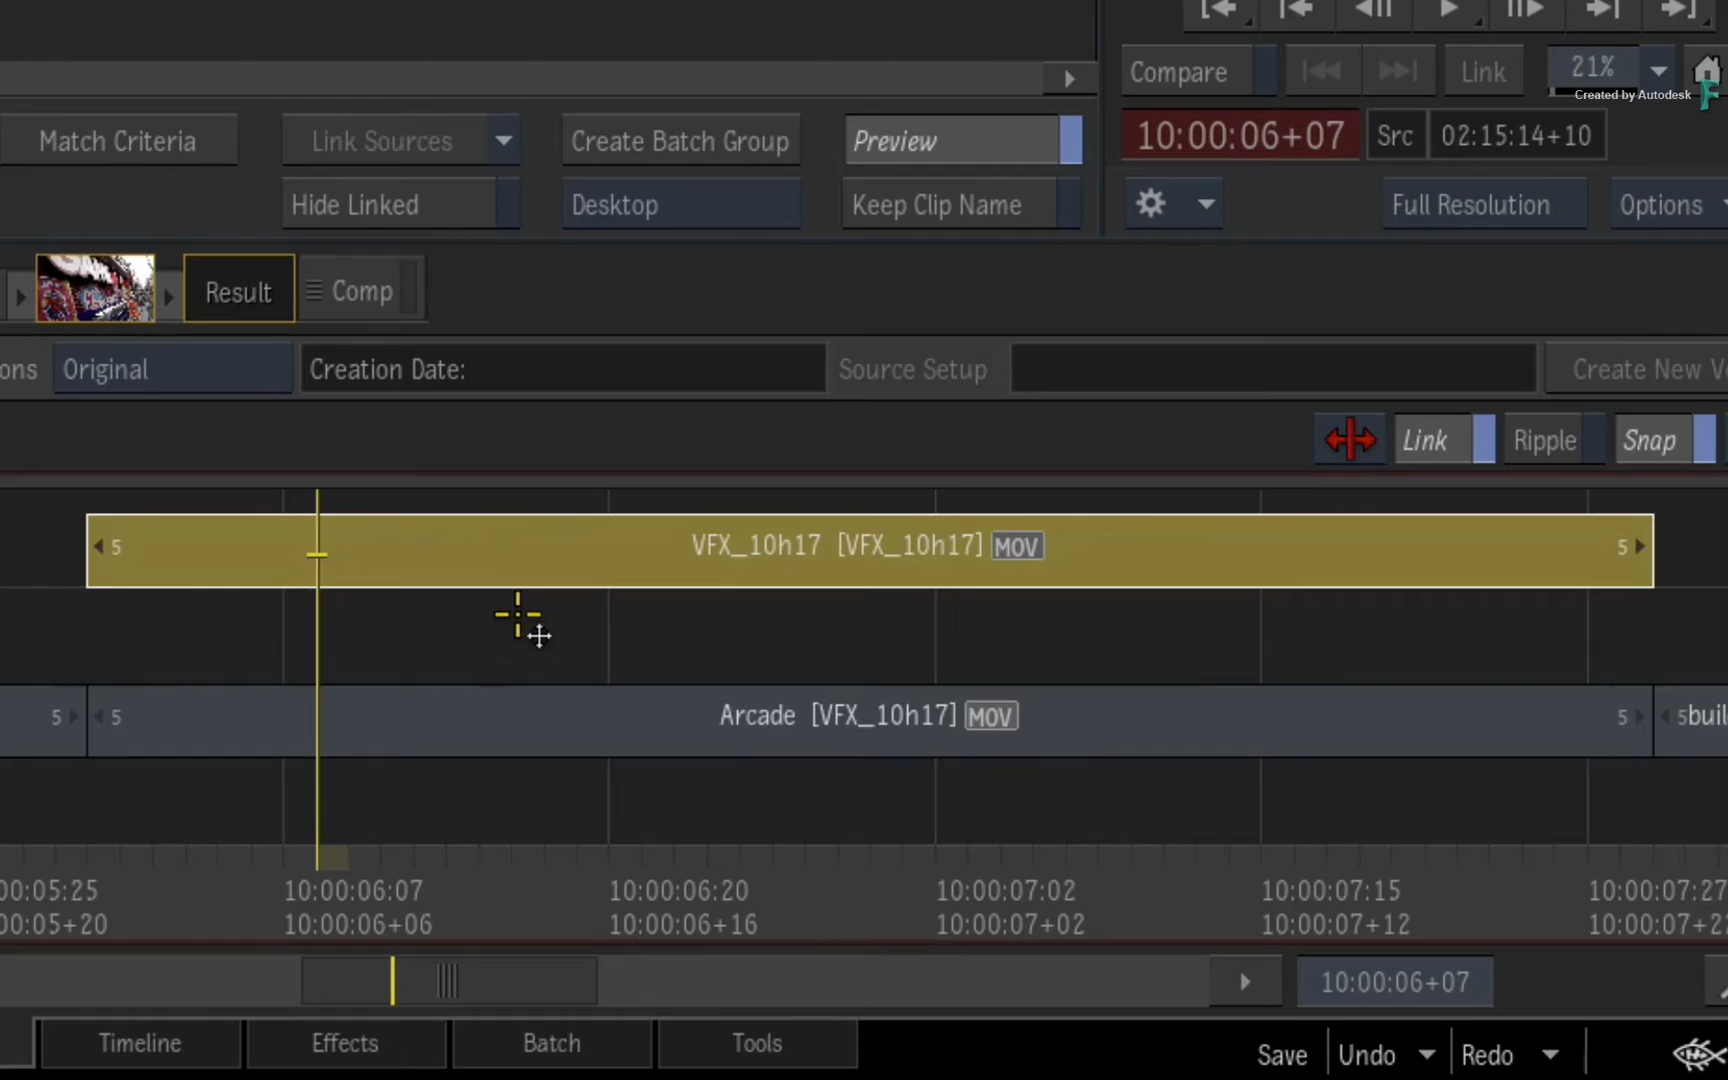 Compare
Link
21%
Created by Autodesk
Match Criteria
Link Sources
Create Batch Group
Preview
10:00:06+07
Src
02:15:14+10
Hide Linked
Desktop
Keep Clip Name
Full Resolution
Options
Result
Comp
ons
Original
Creation Date:
Source Setup
Create New V
Link
Ripple
Snap
5
VFX_10h17 [VFX_10h17] MOV
5
5
5
Arcade [VFX_10h17] MOV
5
5
buil
00:05:25
10:00:06:07
10:00:06:20
10:00:07:02
10:00:07:15
10:00:07:27
00:05+20
10:00:06+06
10:00:06+16
10:00:07+02
10:00:07+12
10:00:07+2
10:00:06+07
Timeline
Effects
Batch
Tools
Save
Undo
Redo